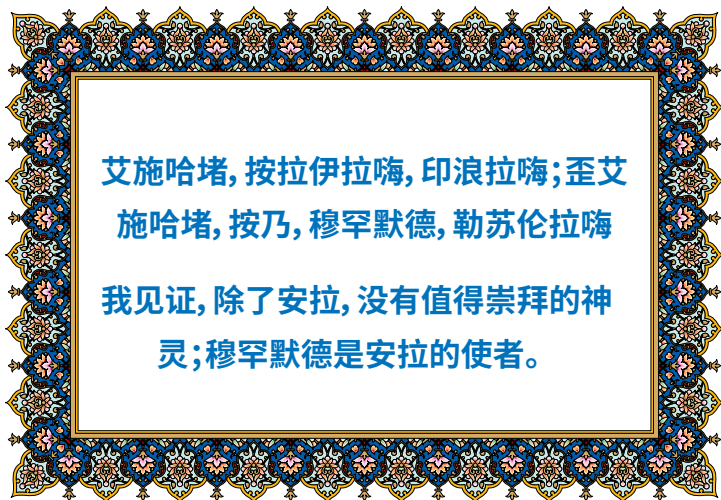 艾施哈堵，按拉伊拉嗨，印浪拉嗨；歪艾
施哈堵，按乃，穆罕默德，勒苏伦拉嗨
我见证，除了安拉，没有值得崇拜的神
灵；穆罕默德是安拉的使者。